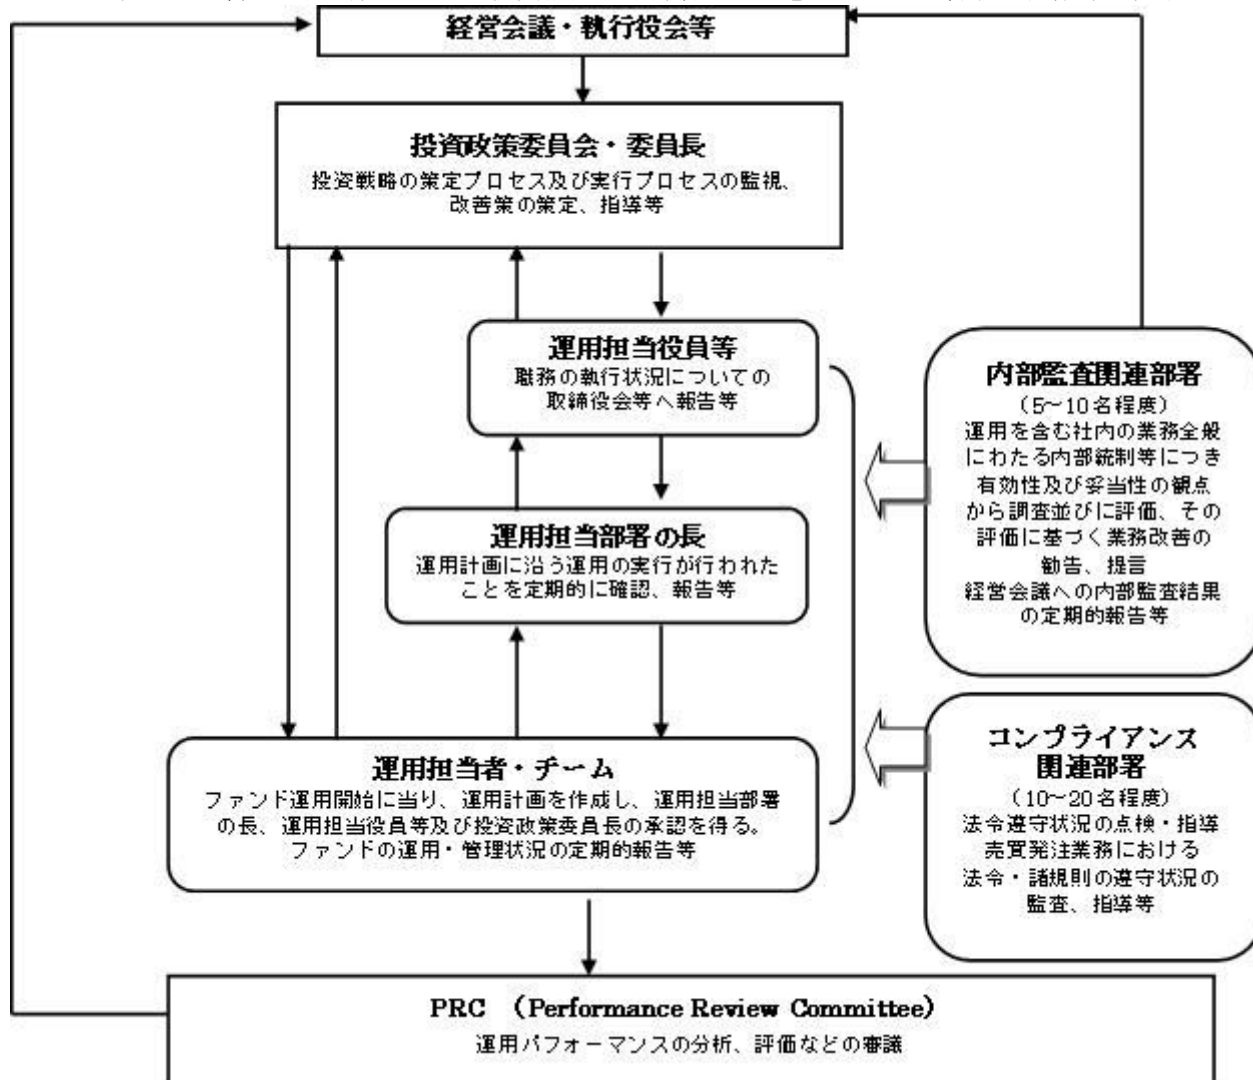 経営会議・執行役会等
投資政策委員会・委員長
投資戦略の策定プロセス及び実行プロセスの監視、
改善策の策定、指導等
運用担当役員等
職務の執行状況についての
取締役会等へ報告等
運用担当部署の長
運用計画に沿う運用の実行が行われた
ことを定期的に確認、報告等
運用担当者・チーム
ファンド運用開始に当り、運用計画を作成し、運用担当部署
の長、運用担当役員等及び投資政策委員長の承認を得る。
ファンドの運用・管理状況の定期的報告等
内部監査関連部署
（5~10名程度）
運用を含む社内の業務全般
にわたる内部統制等につき
有効性及び妥当性の観点
から調査並びに評価、その
評価に基づく業務改善の
勧告、提言
経営会議への内部監査結果
の定期的報告等
コンプライアンス
関連部署
（10~20名程度）
法令遵守状況の点検・指導
売買発注業務における
法令・諸規則の遵守状況の
監査、指導等
PRC （Performance Review Committee）
運用パフォーマンスの分析、評価などの審議